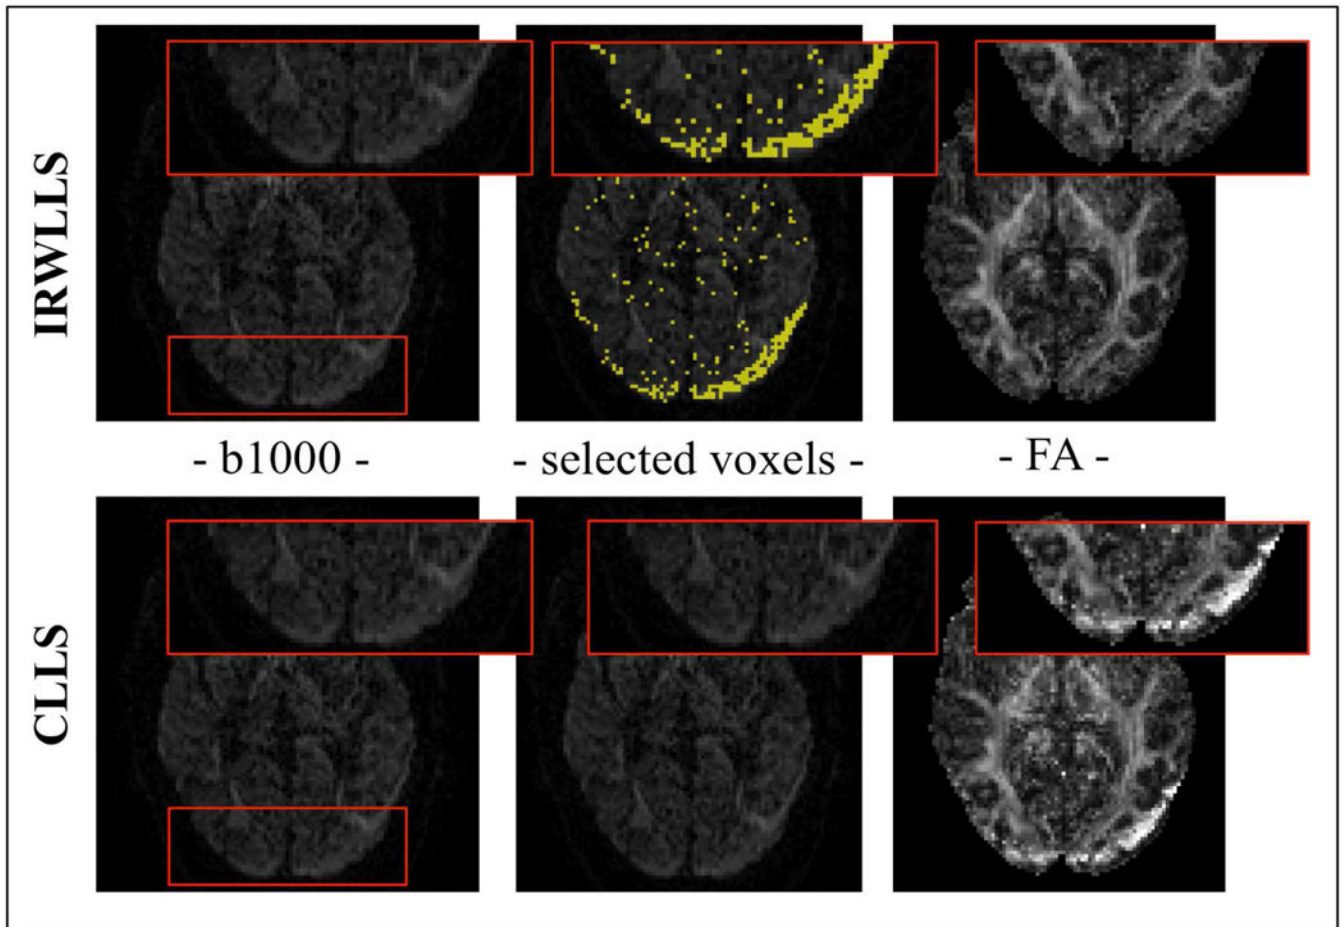 IRWLLS
- b1000 -
- selected voxels -
- FA -
CLLS